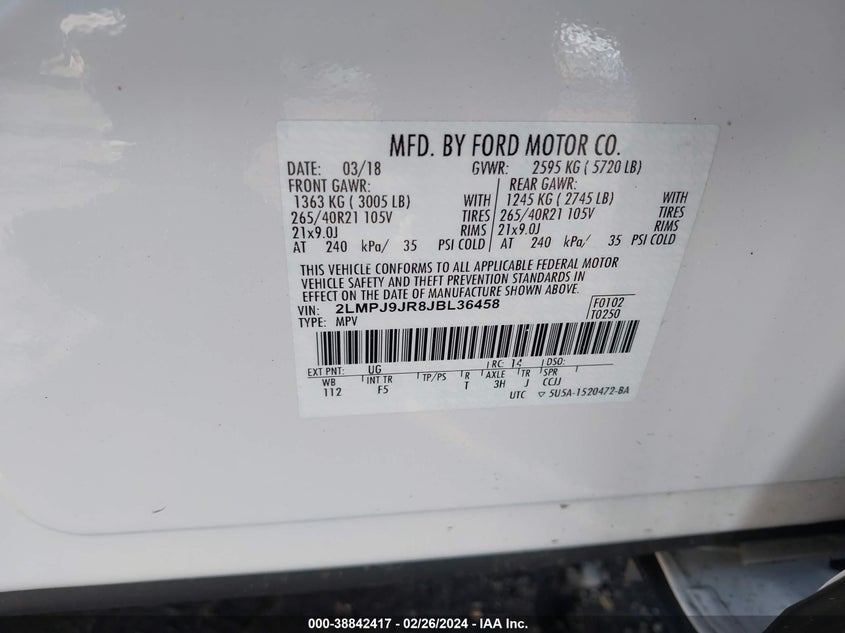 MFD. BY FORD MOTOR CO.
DATE: 03/18 GVWR: 2595 KG ( 5720 LB)
FRONT GAWR: REAR GAWR:
1363 KG ( 3005 LB) WITH 1245 KG ( 2745 LB) WITH
265/40R21 105V TIRES 265/40R21 105V TIRES
21x9.0J RIMS 21x9.0J RIMS
AT 240 kPa/ 35 PSI COLD AT 240 kPa/ 35 PSI COLD
THIS VEHICLE CONFORMS TO ALL APPLICABLE FEDERAL MOTOR
VEHICLE SAFETY AND THEFT PREVENTION STANDARDS IN
EFFECT ON THE DATE OF MANUFACTURE SHOWN ABOVE.
VIN: 2LMPJ9JR8JBL36458 F0102
TYPE: MPV T0250
EXT PNT: UG RC: 14 DSO:
WB INT TR TP/PS R AXLE TR SPR
112 F5 T 3H J CCJJ
UTC ▽ 5U5A-1520472-BA
000-38842417 - 02/26/2024 - IAA Inc.